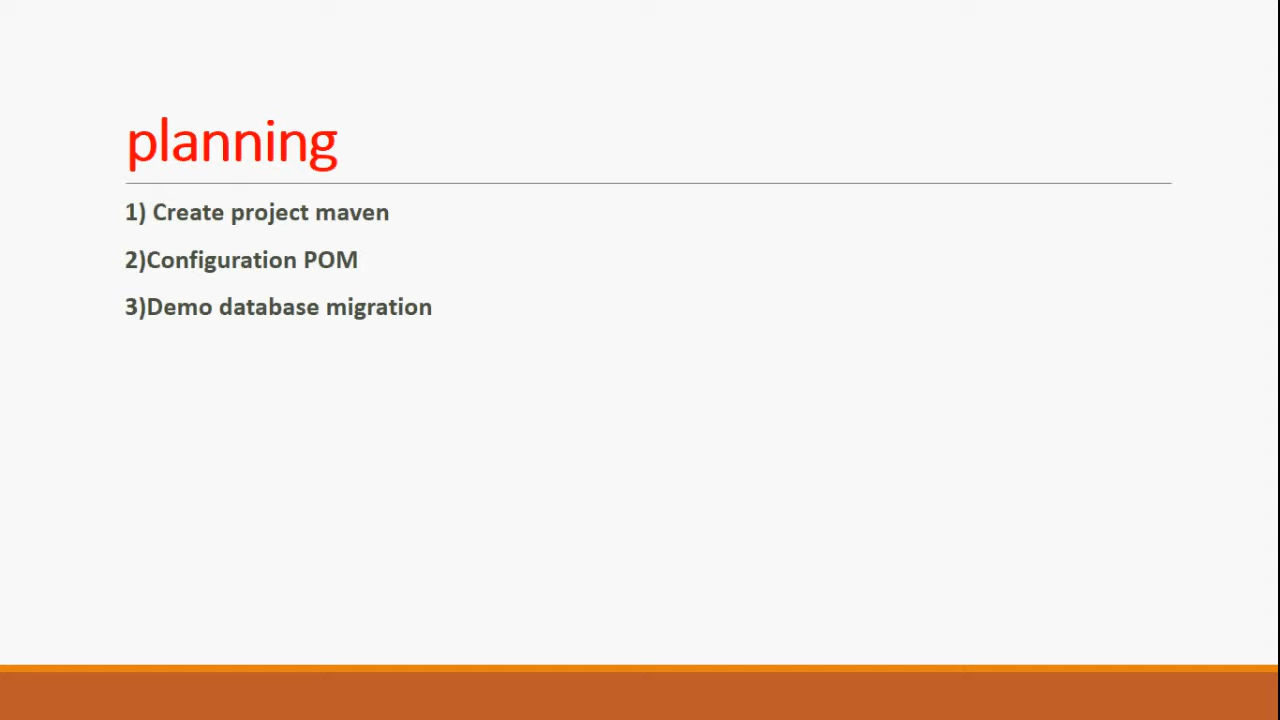 planning
1) Create project maven
2)Configuration POM
3)Demo database migration